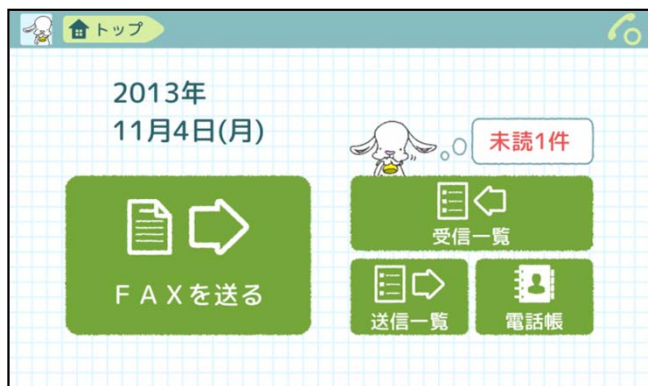 トップ
2013年
11月4日(月)
未読1件
受信一覧
FAXを送る
送信一覧
電話帳